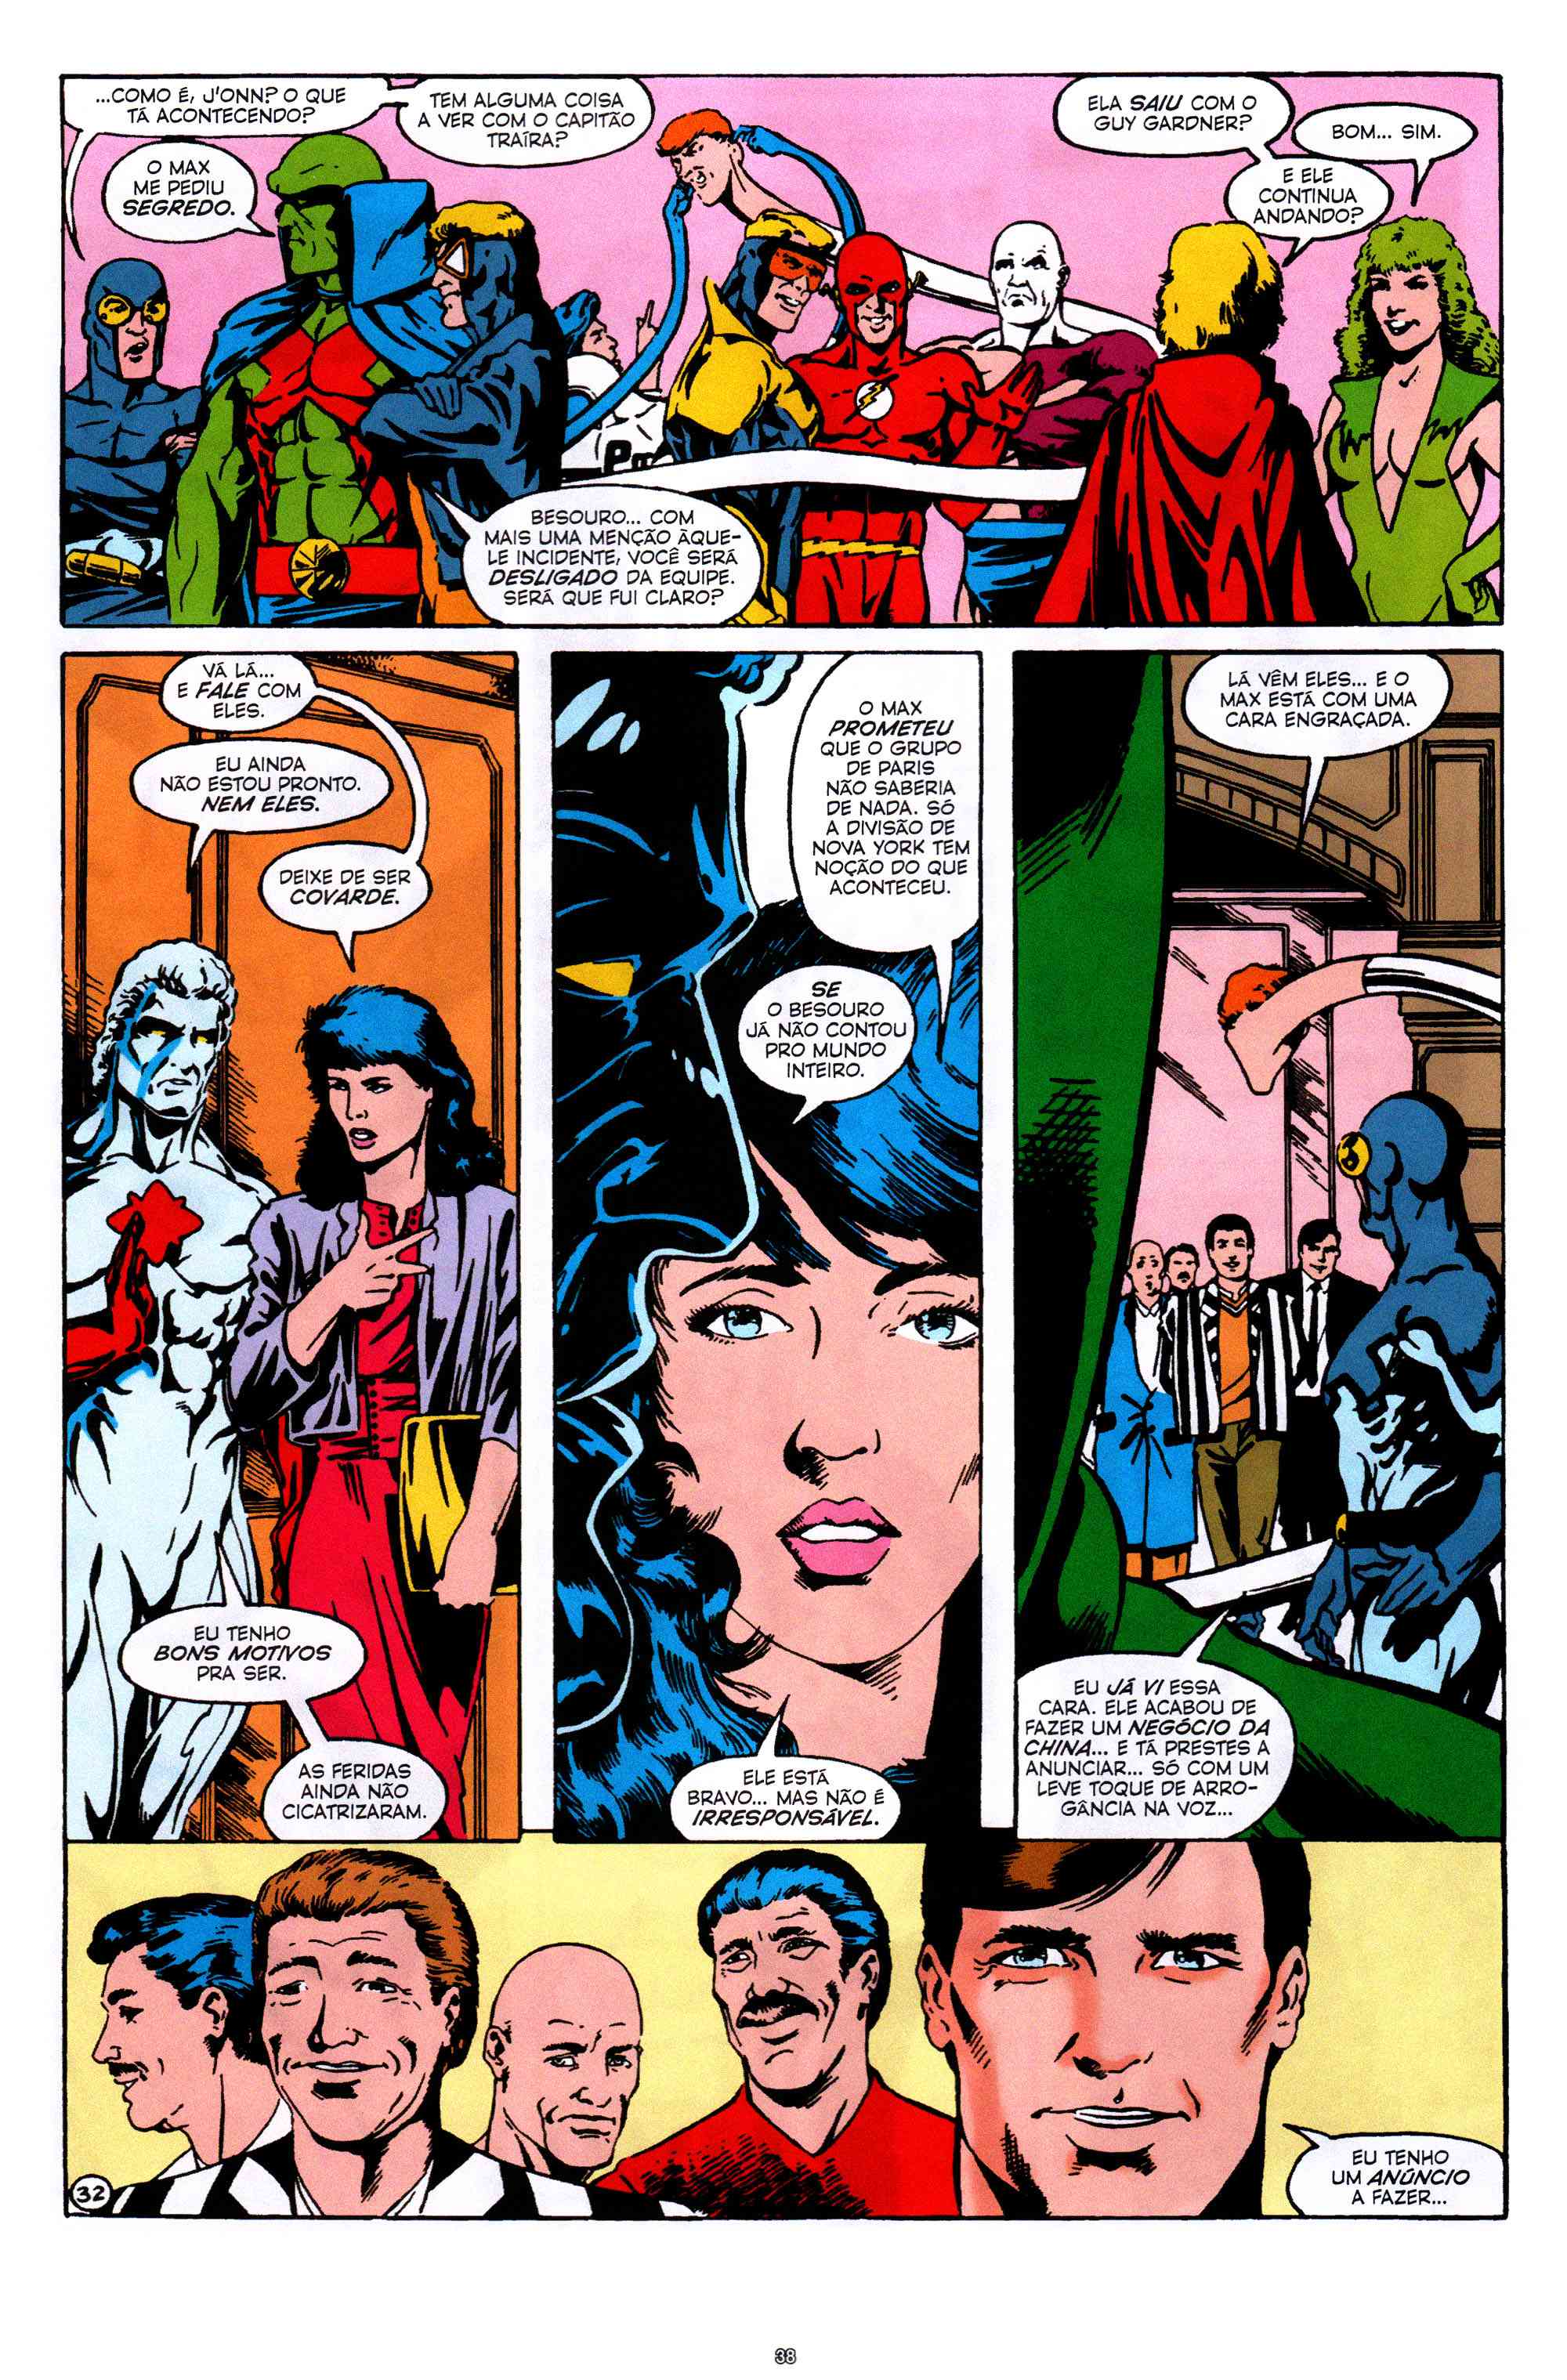 ...COMO É, J'ONN? O QUE
TÁ ACONTECENDO?
O MAX
ME PEDIU
SEGREDO.
TEM ALGUMA COISA
A VER COM O CAPITÃO
TRAÍRA?
BESOURO... COM
MAIS UMA MENÇÃO ÀQUE-
LE INCIDENTE, VOCÊ SERÁ
DESLIGADO DA EQUIPE.
SERÁ QUE FUI CLARO?
ELA SAIU COM O
GUY GARDNER?
BOM... SIM.
E ELE
CONTINUA
ANDANDO?
VÁ LÁ...
E FALE COM
ELES.
EU AINDA
NÃO ESTOU PRONTO.
NEM ELES.
DEIXE DE SER
COVARDE.
EU TENHO
BONS MOTIVOS
PRA SER.
AS FERIDAS
AINDA NÃO
CICATRIZARAM.
O MAX
PROMETEU
QUE O GRUPO
DE PARIS
NÃO SABERIA
DE NADA. SÓ
A DIVISÃO DE
NOVA YORK TEM
NOÇÃO DO QUE
ACONTECEU.
SE
O BESOURO
JÁ NÃO CONTOU
PRO MUNDO
INTEIRO.
ELE ESTÁ
BRAVO... MAS NÃO É
IRRESPONSÁVEL.
LÁ VÊM ELES... E O
MAX ESTÁ COM UMA
CARA ENGRAÇADA.
EU JÁ VI ESSA
CARA. ELE ACABOU DE
FAZER UM NEGÓCIO DA
CHINA... E TÁ PRESTES A
ANUNCIAR... SÓ COM UM
LEVE TOQUE DE ARRO-
GÂNCIA NA VOZ...
EU TENHO
UM ANÚNCIO
A FAZER...
32
38